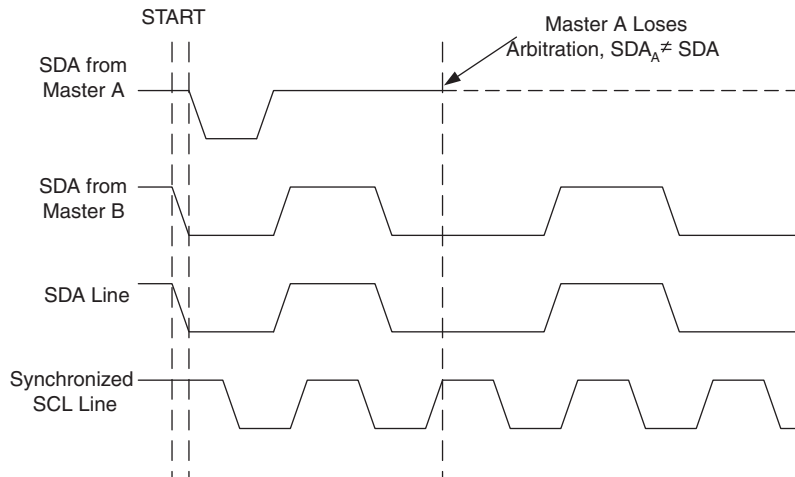 START
Master A Loses
Arbitration, SDA_A ≠ SDA
SDA from
Master A
SDA from
Master B
SDA Line
Synchronized
SCL Line